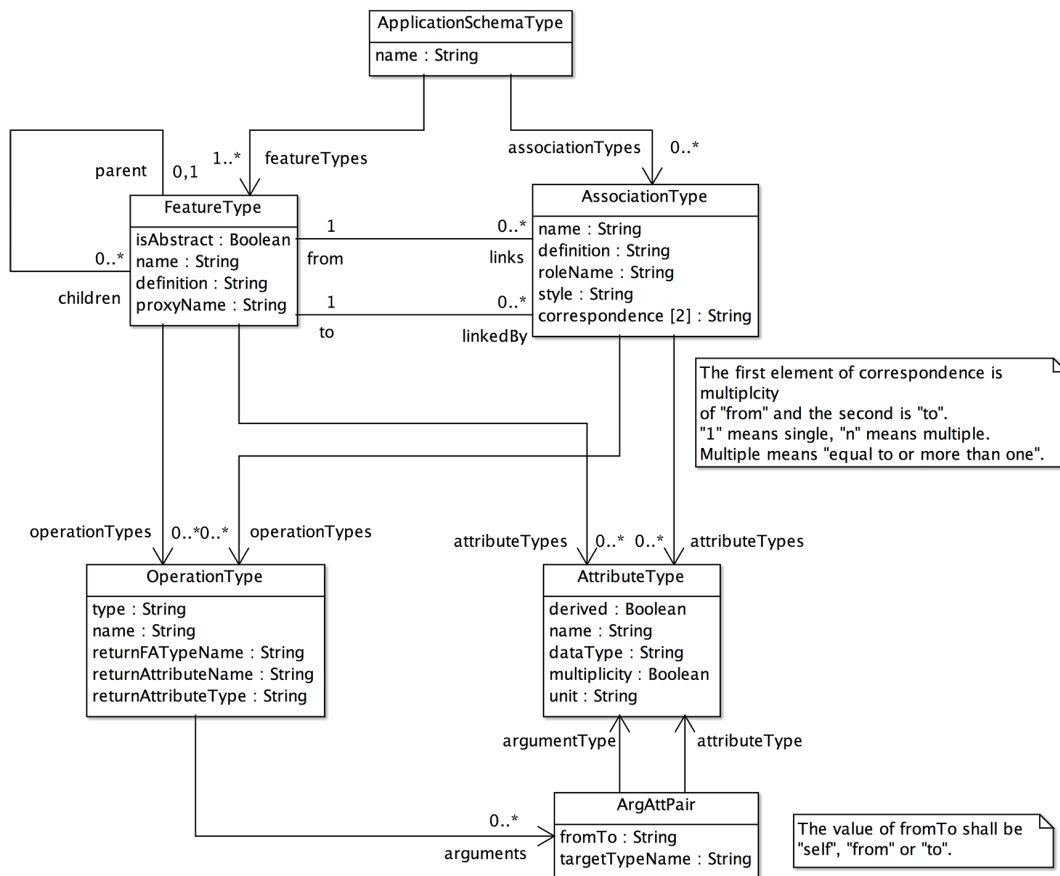 ApplicationSchemaType
name : String
associationTypes 0..*
1..* featureTypes
parent 0,1
FeatureType
isAbstract : Boolean
name : String
definition : String
proxyName : String
0..*
children
1
from
0..*
links
1
to
0..*
linkedBy
AssociationType
name : String
definition : String
roleName : String
style : String
correspondence [2] : String
The first element of correspondence is
multiplcity
of "from" and the second is "to".
"1" means single, "n" means multiple.
Multiple means "equal to or more than one".
operationTypes 0..*0..* operationTypes
attributeTypes 0..* 0..* attributeTypes
OperationType
type : String
name : String
returnFATypeName : String
returnAttributeName : String
returnAttributeType : String
AttributeType
derived : Boolean
name : String
dataType : String
multiplicity : Boolean
unit : String
argumentType attributeType
0..*
arguments
ArgAttPair
fromTo : String
targetTypeName : String
The value of fromTo shall be
"self", "from" or "to".